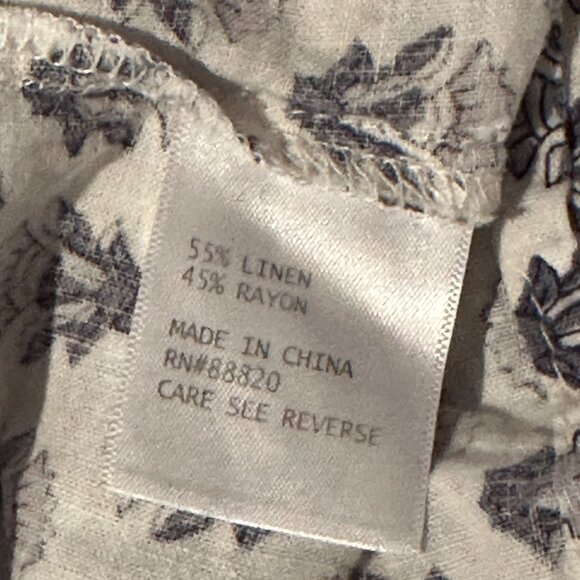 55% LINEN
45% RAYON
MADE IN CHINA
RN#88820
CARE SEE REVERSE